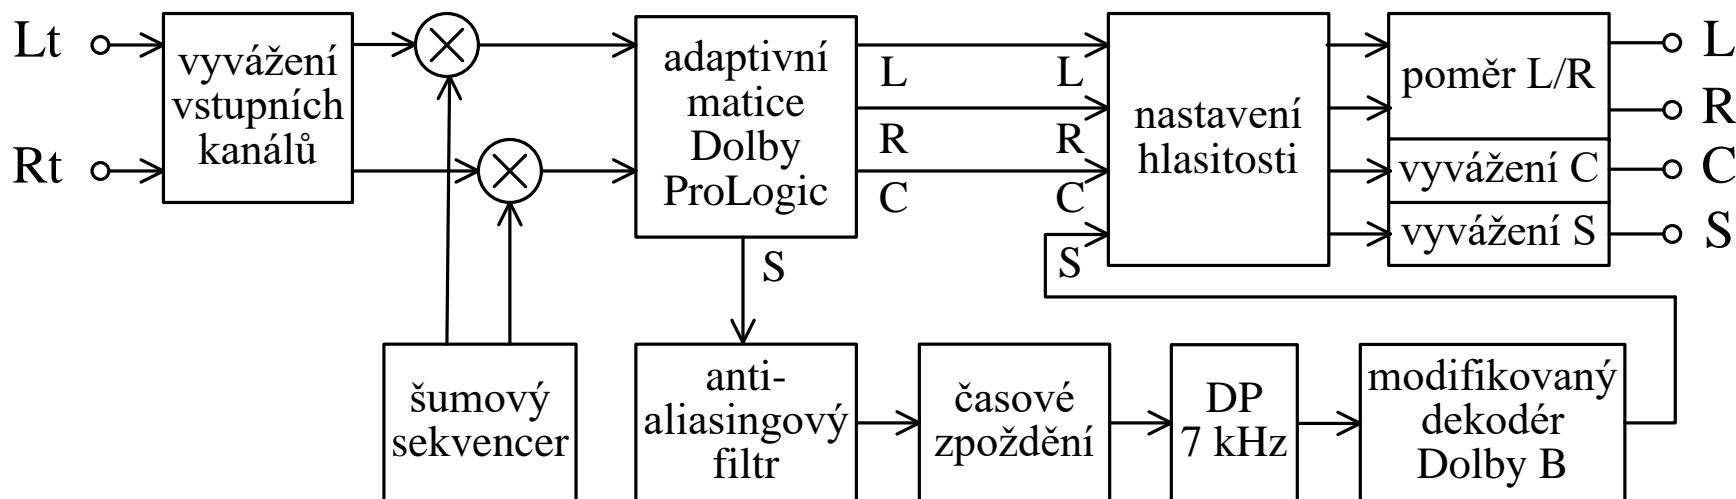 Lt
Rt
vyvážení
vstupních
kanálů
šumový
sekvencer
adaptivní
matice
Dolby
ProLogic
L
R
C
S
anti-
aliasingový
filtr
časové
zpoždění
DP
7 kHz
modifikovaný
dekodér
Dolby B
L
R
C
S
nastavení
hlasitosti
poměr L/R
vyvážení C
vyvážení S
L
R
C
S